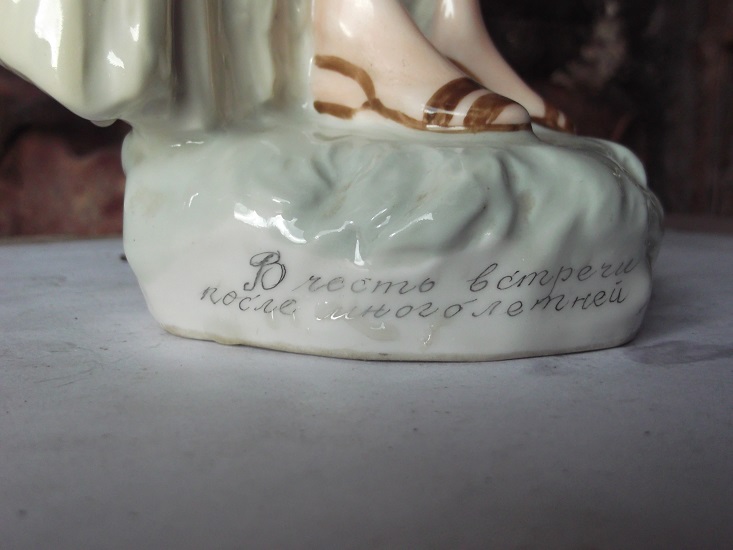 В честь встречи
после многолетней